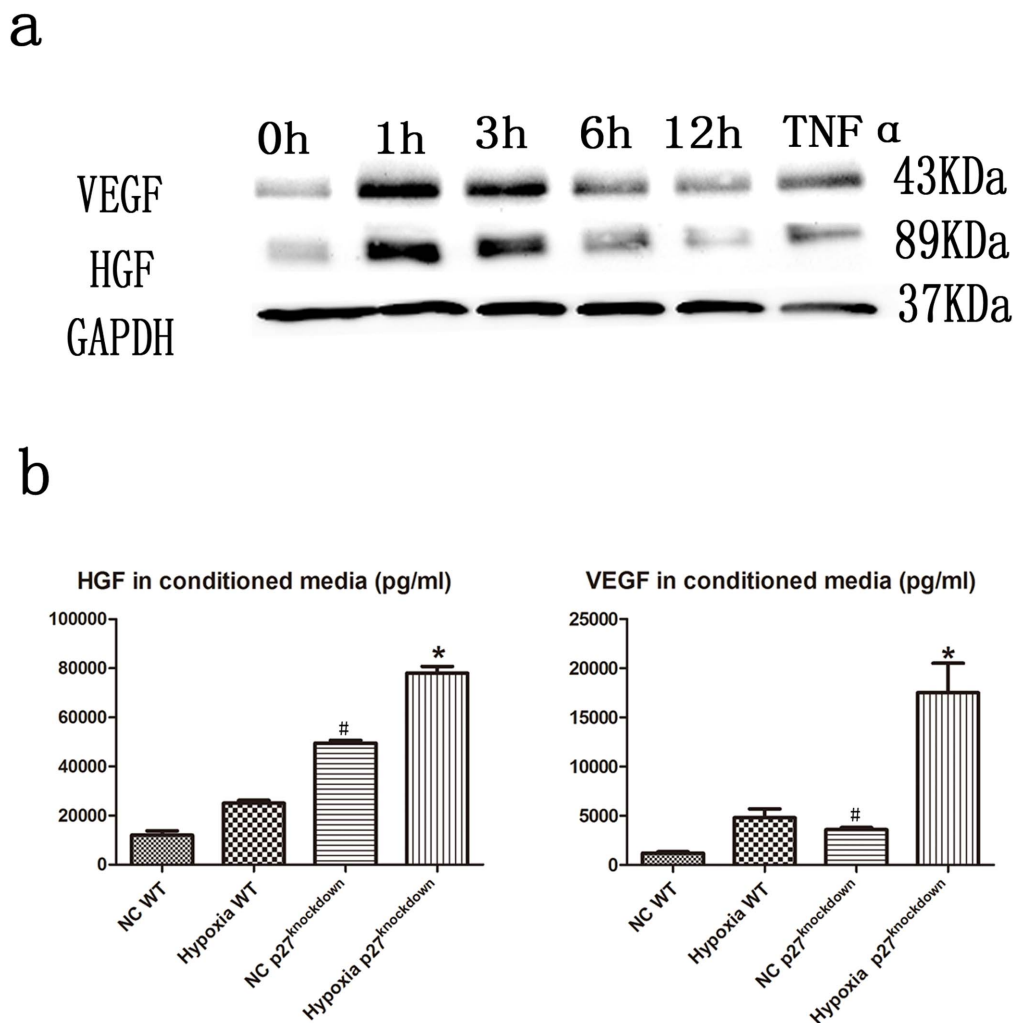 a
0h 1h 3h 6h 12h TNF α
VEGF 43KDa
HGF 89KDa
GAPDH 37KDa
b
HGF in conditioned media (pg/ml)
100000
80000
60000
40000
20000
0
#
*
NC WT
Hypoxia WT
NC p27knockdown
Hypoxia p27knockdown
VEGF in conditioned media (pg/ml)
25000
20000
15000
10000
5000
0
#
*
NC WT
Hypoxia WT
NC p27knockdown
Hypoxia p27knockdown